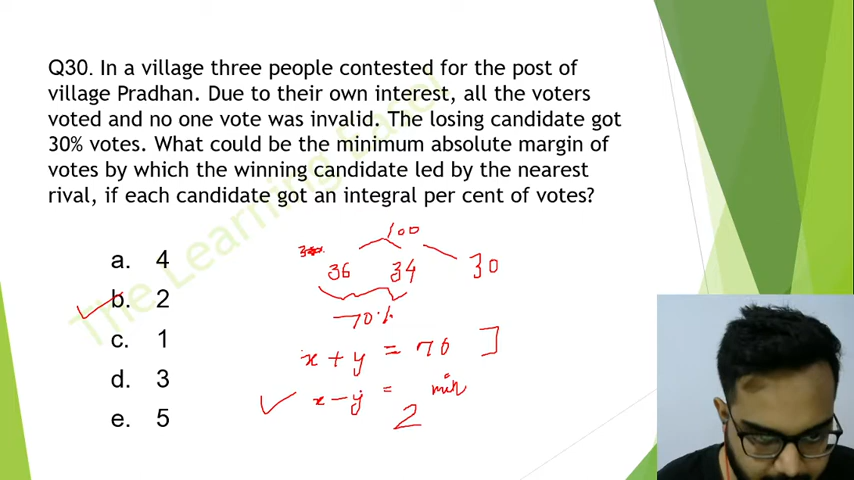 Q30. In a village three people contested for the post of
village Pradhan. Due to their own interest, all the voters
voted and no one vote was invalid. The losing candidate got
30% votes. What could be the minimum absolute margin of
votes by which the winning candidate led by the nearest
rival, if each candidate got an integral per cent of votes?
The Learning
100
a. 4
36 34 30
b. 2
70%
c. 1
x + y = 70 ]
d. 3
x - y = min
2
e. 5